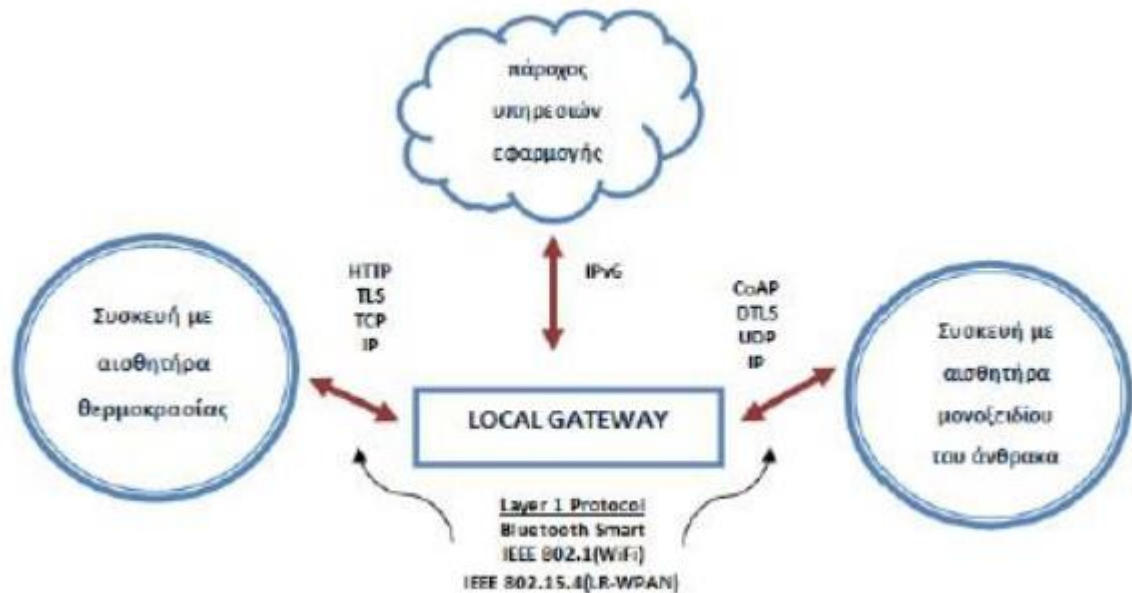 πάροχος
υπηρεσιών
εφαρμογής
HTTP
TLS
TCP
IP
IPv6
CoAP
DTLS
UDP
IP
Συσκευή με
αισθητήρα
θερμοκρασίας
LOCAL GATEWAY
Συσκευή με
αισθητήρα
μονοξειδίου
του άνθρακα
Layer 1 Protocol
Bluetooth Smart
IEEE 802.1(WiFi)
IEEE 802.15.4(LR-WPAN)